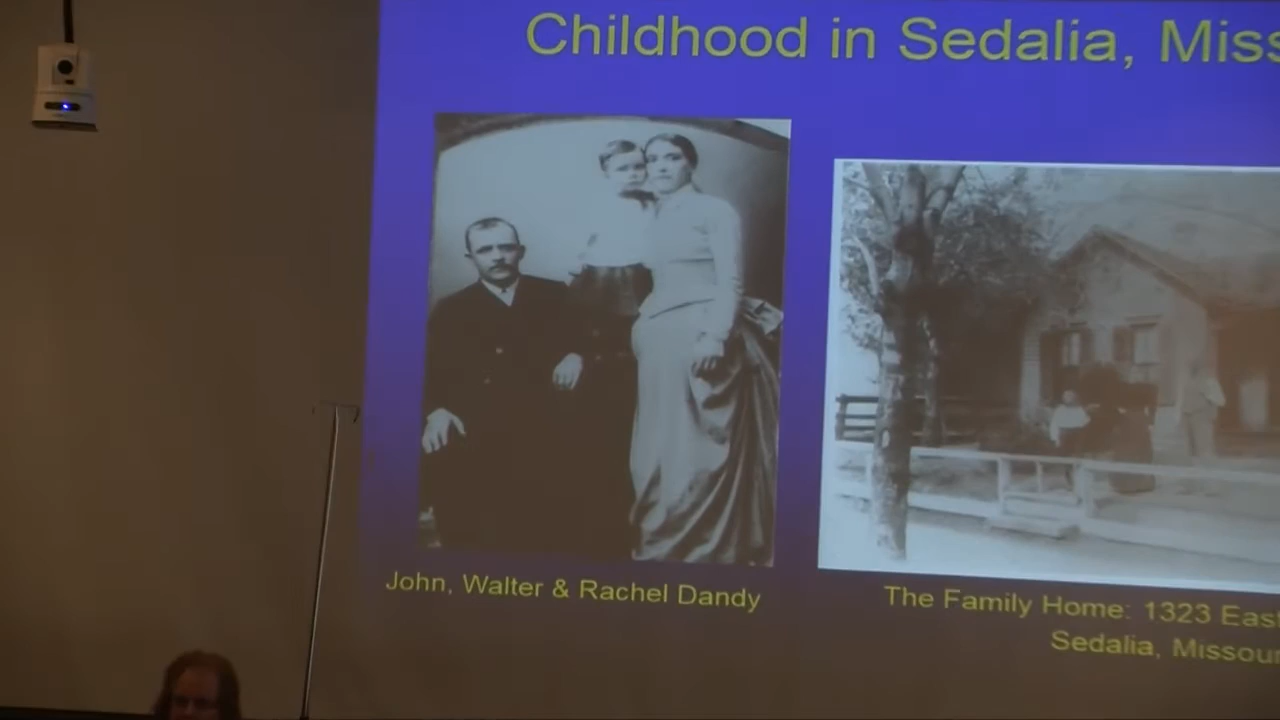 Childhood in Sedalia, Miss
John, Walter & Rachel Dandy
The Family Home: 1323 East
Sedalia, Missour